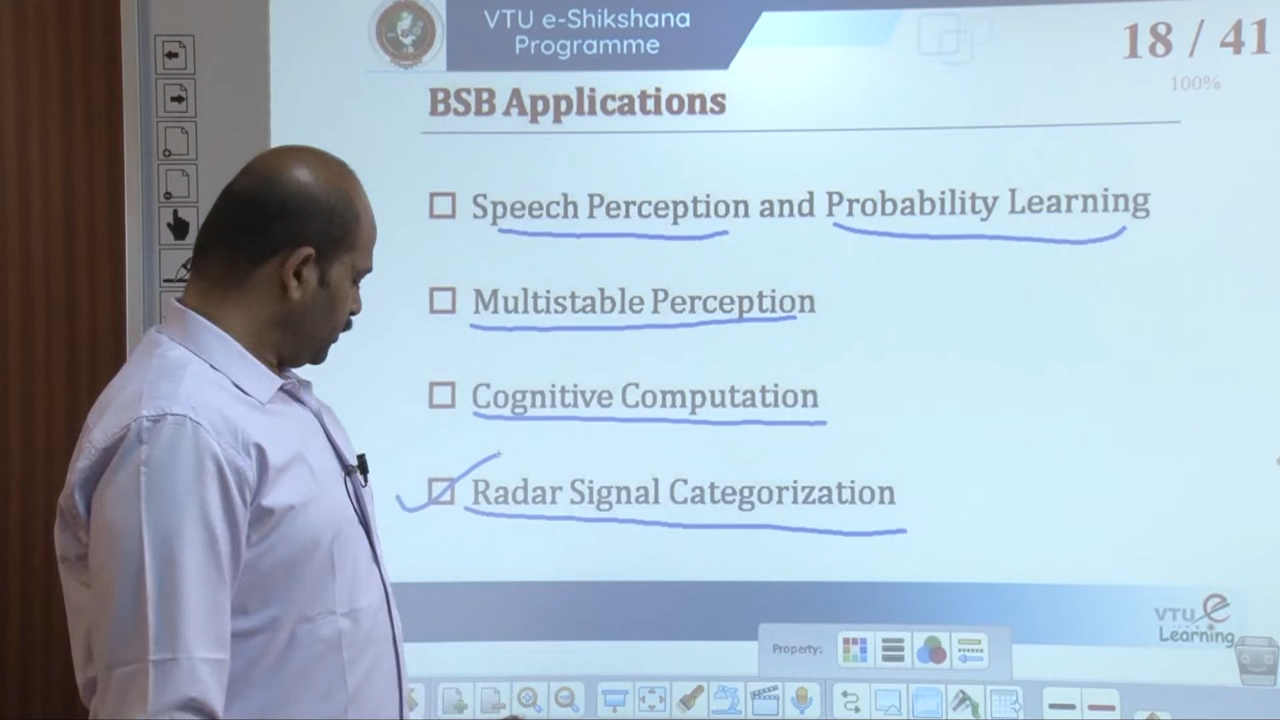 VTU e-Shikshana
Programme
18 / 41
100%
BSB Applications
Speech Perception and Probability Learning
Multistable Perception
Cognitive Computation
Radar Signal Categorization
VTU e
Learning
Property: